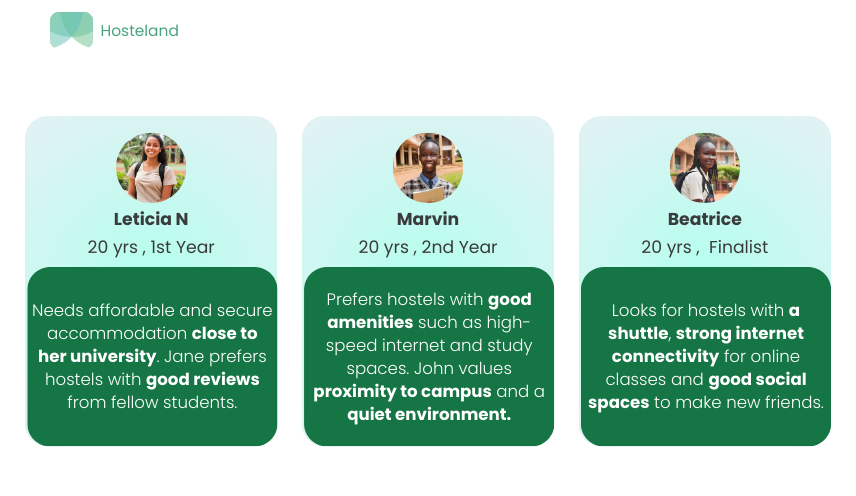 Hosteland
Leticia N
20 yrs , 1st Year
Needs affordable and secure
accommodation close to
her university. Jane prefers
hostels with good reviews
from fellow students.
Marvin
20 yrs , 2nd Year
Prefers hostels with good
amenities such as high-
speed internet and study
spaces. John values
proximity to campus and a
quiet environment.
Beatrice
20 yrs ,  Finalist
Looks for hostels with a
shuttle, strong internet
connectivity for online
classes and good social
spaces to make new friends.